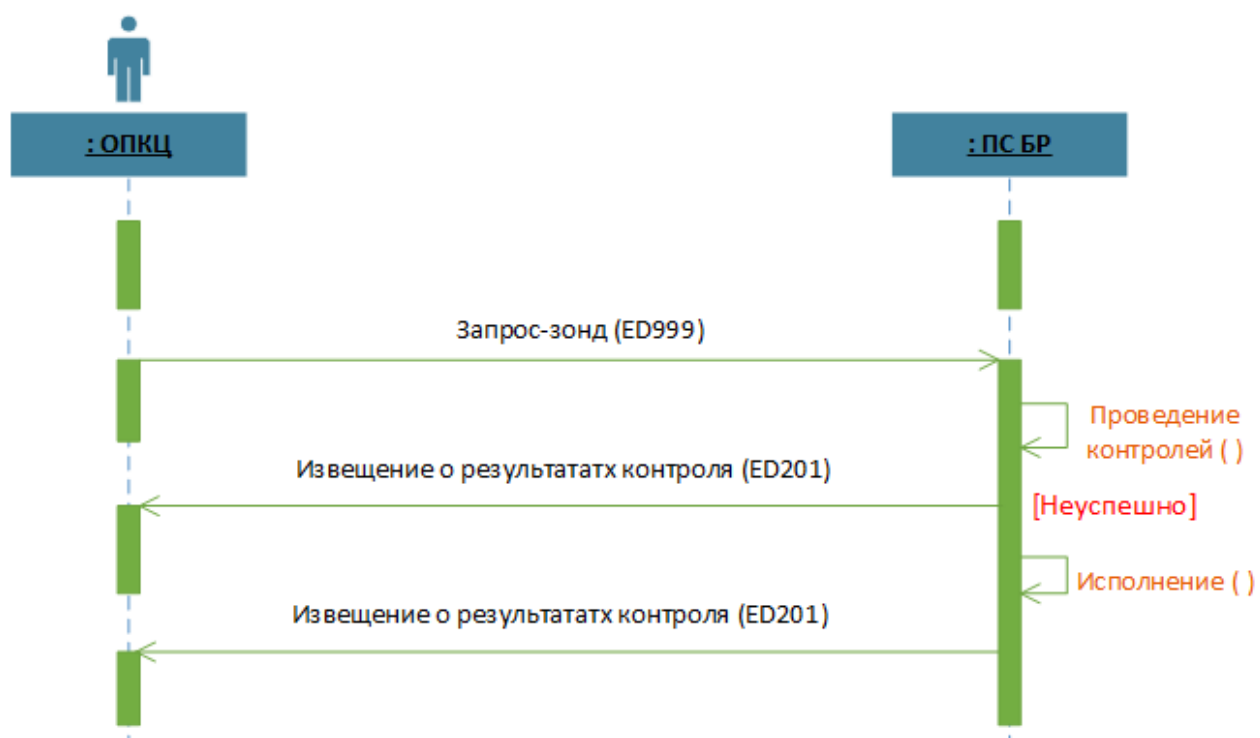 : ОПКЦ
: ПС БР
Запрос-зонд (ED999)
Проведение
контролей ( )
Извещение о результататх контроля (ED201)
[Неуспешно]
Исполнение ( )
Извещение о результататх контроля (ED201)